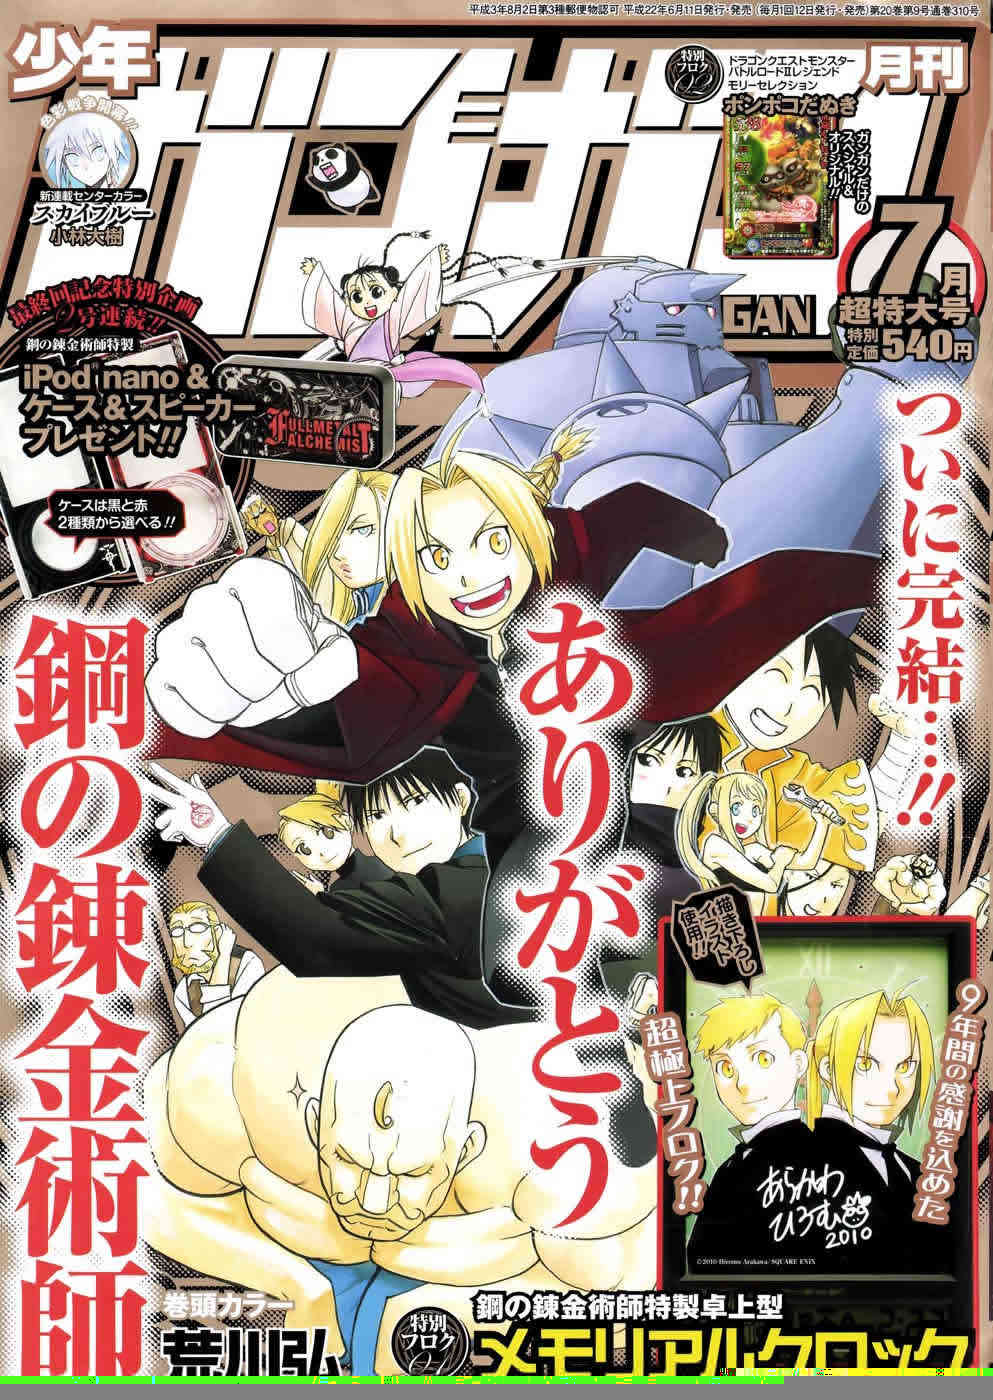 平成3年8月2日第3種郵便物認可 平成22年6月11日発行・発売(毎月1回12日発行・発売)第20巻第9号通巻310号
少年
ガンガン
月刊
GAN
特別フロク02
ドラゴンクエストモンスター
バトルロードⅡレジェンド
モリーセレクション
ポンポコだぬき
ガンガンだけの
スペシャル&
オリジナル!!
色彩戦争開幕!!
新連載センターカラー
スカイブルー
小林大樹
7月
超特大号
特別定価540円
最終回記念特別企画
2号連続!!
鋼の錬金術師特製
iPod® nano &
ケース&スピーカー
プレゼント!!
FULLMETAL
ALCHEMIST
ケースは黒と赤
2種類から選べる!!
ついに完結…!!
ありがとう
鋼の錬金術師
描き下ろし
イラスト
使用!!
XII
9年間の感謝を込めた
超極上フロク!!
あらかわ
ひろむ
2010
©2010 Hiromu Arakawa/SQUARE ENIX
巻頭カラー
荒川弘
特別フロク01
鋼の錬金術師特製卓上型
メモリアルクロック